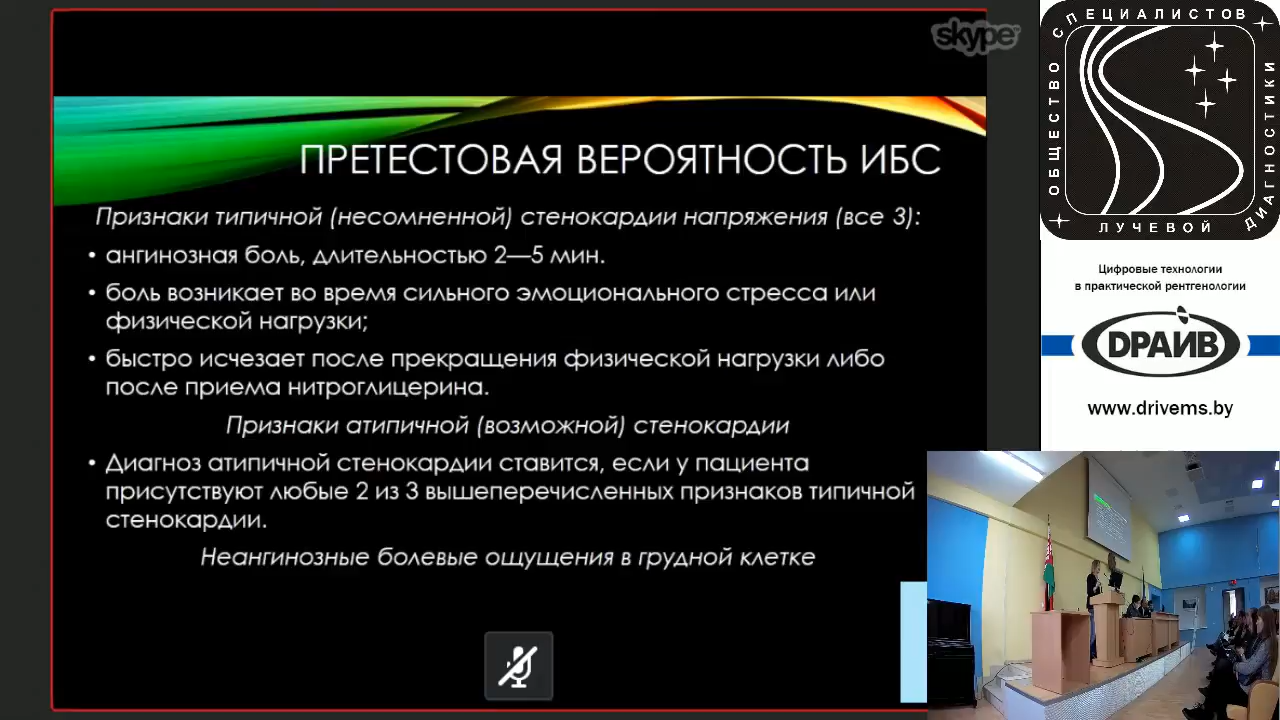 skype
ПРЕТЕСТОВАЯ ВЕРОЯТНОСТЬ ИБС
Признаки типичной (несомненной) стенокардии напряжения (все 3):
• ангинозная боль, длительностью 2—5 мин.
• боль возникает во время сильного эмоционального стресса или
физической нагрузки;
• быстро исчезает после прекращения физической нагрузки либо
после приема нитроглицерина.
Признаки атипичной (возможной) стенокардии
• Диагноз атипичной стенокардии ставится, если у пациента
присутствуют любые 2 из 3 вышеперечисленных признаков типичной
стенокардии.
Неангинозные болевые ощущения в грудной клетке
ОБЩЕСТВО СПЕЦИАЛИСТОВ
ЛУЧЕВОЙ ДИАГНОСТИКИ
Цифровые технологии
в практической рентгенологии
DРАЙВ
www.drivems.by